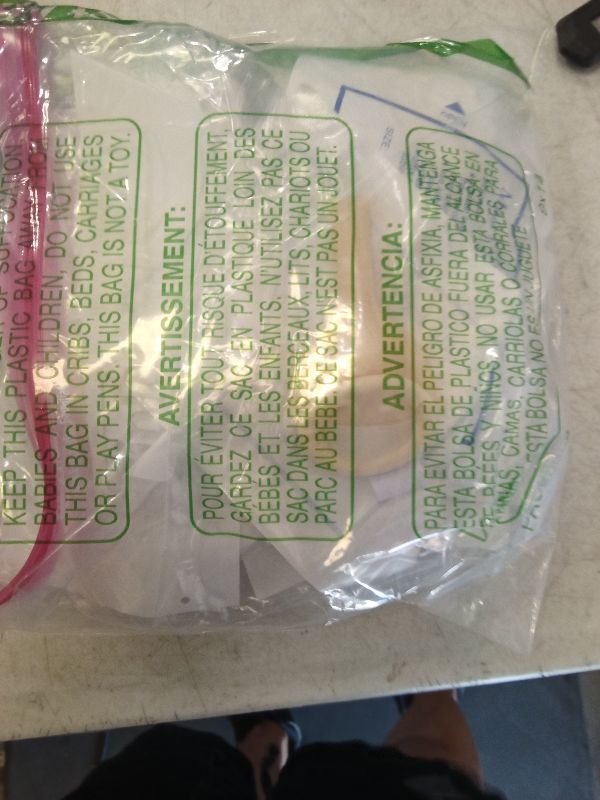 KEEP THIS PLASTIC BAG AWAY FROM
BABIES AND CHILDREN, DO NOT USE
THIS BAG IN CRIBS, BEDS, CARRIAGES
OR PLAY PENS. THIS BAG IS NOT A TOY.
AVERTISSEMENT:
POUR EVITER TOUT RISQUE D'ÉTOUFFEMENT,
GARDEZ CE SAC EN PLASTIQUE LOIN DES
BÉBÉS ET LES ENFANTS. N'UTILISEZ PAS CE
SAC DANS LES BERCEAUX, LITS, CHARIOTS OU
PARC AU BEBE. CE SAC N'EST PAS UN JOUET.
ADVERTENCIA:
PARA EVITAR EL PELIGRO DE ASFIXIA, MANTENGA
ESTA BOLSA DE PLASTICO FUERA DEL ALCANCE
DE BEBES Y NIÑOS. NO USAR ESTA BOLSA EN
CAMAS, CARRIOLAS O CORRALES PARA
ESTA BOLSA NO ES UN JUGUETE
SIZE